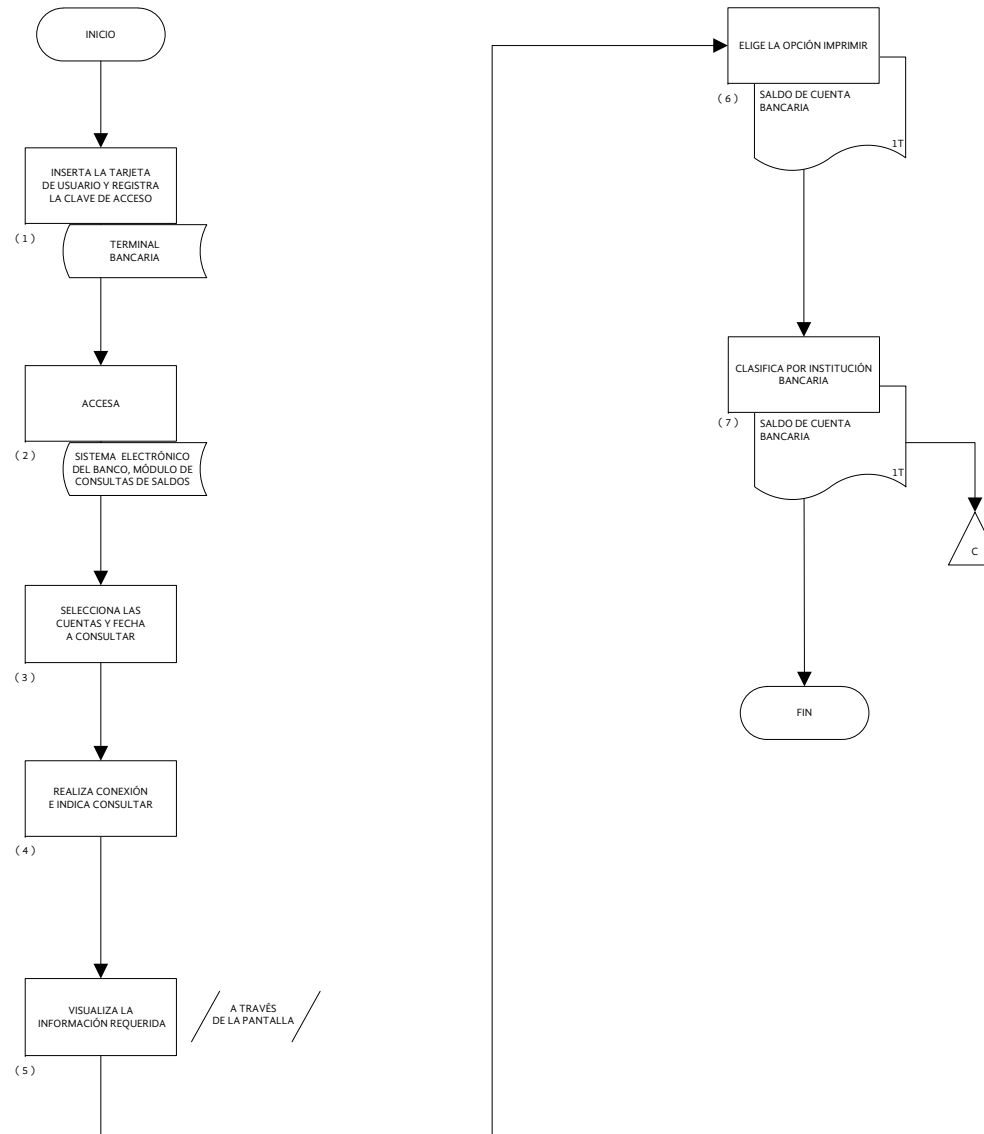 INICIO
INSERTA LA TARJETA
DE USUARIO Y REGISTRA
LA CLAVE DE ACCESO
( 1 )
TERMINAL
BANCARIA
ACCESA
( 2 )
SISTEMA ELECTRÓNICO
DEL BANCO, MÓDULO DE
CONSULTAS DE SALDOS
SELECCIONA LAS
CUENTAS Y FECHA
A CONSULTAR
( 3 )
REALIZA CONEXIÓN
E INDICA CONSULTAR
( 4 )
VISUALIZA LA
INFORMACIÓN REQUERIDA
A TRAVÉS
DE LA PANTALLA
( 5 )
ELIGE LA OPCIÓN IMPRIMIR
( 6 )
SALDO DE CUENTA
BANCARIA
1T
CLASIFICA POR INSTITUCIÓN
BANCARIA
( 7 )
SALDO DE CUENTA
BANCARIA
1T
C
FIN